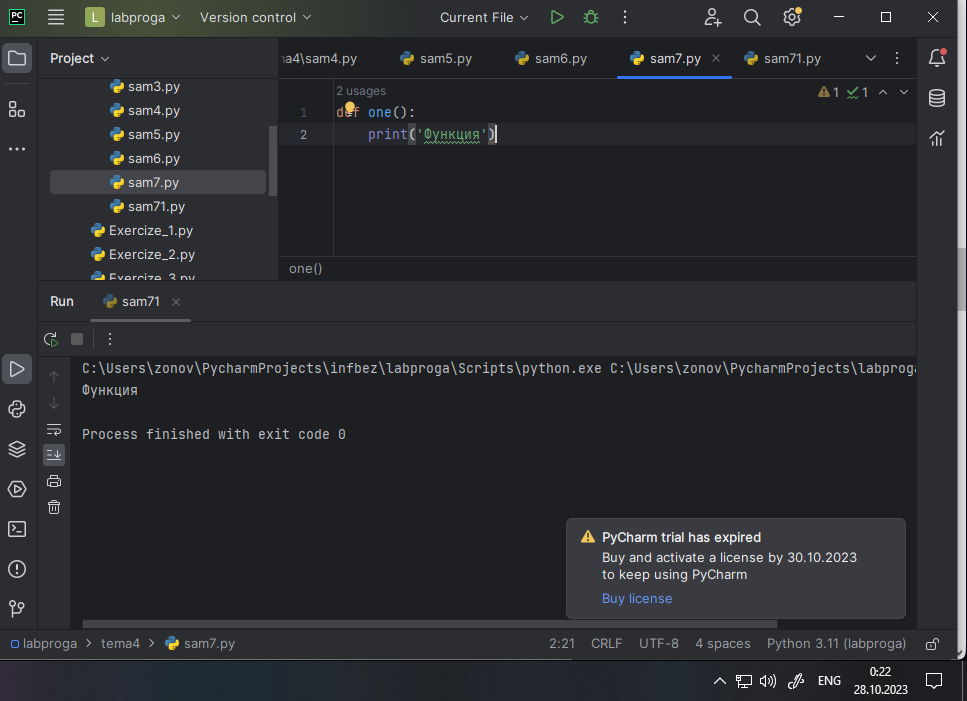 PC
L labproga
Version control
Current File
Project
sam3.py
sam4.py
sam5.py
sam6.py
sam7.py
sam71.py
Exercize_1.py
Exercize_2.py
Exercize_3.py
a4\sam4.py
sam5.py
sam6.py
sam7.py
sam71.py
2 usages
1 1
1 def one():
2 print('Функция')
one()
Run sam71
C:\Users\zonov\PycharmProjects\infbez\labproga\Scripts\python.exe C:\Users\zonov\PycharmProjects\labproga
Функция
Process finished with exit code 0
PyCharm trial has expired
Buy and activate a license by 30.10.2023
to keep using PyCharm
Buy license
labproga > tema4 > sam7.py
2:21 CRLF UTF-8 4 spaces Python 3.11 (labproga)
ENG
0:22
28.10.2023